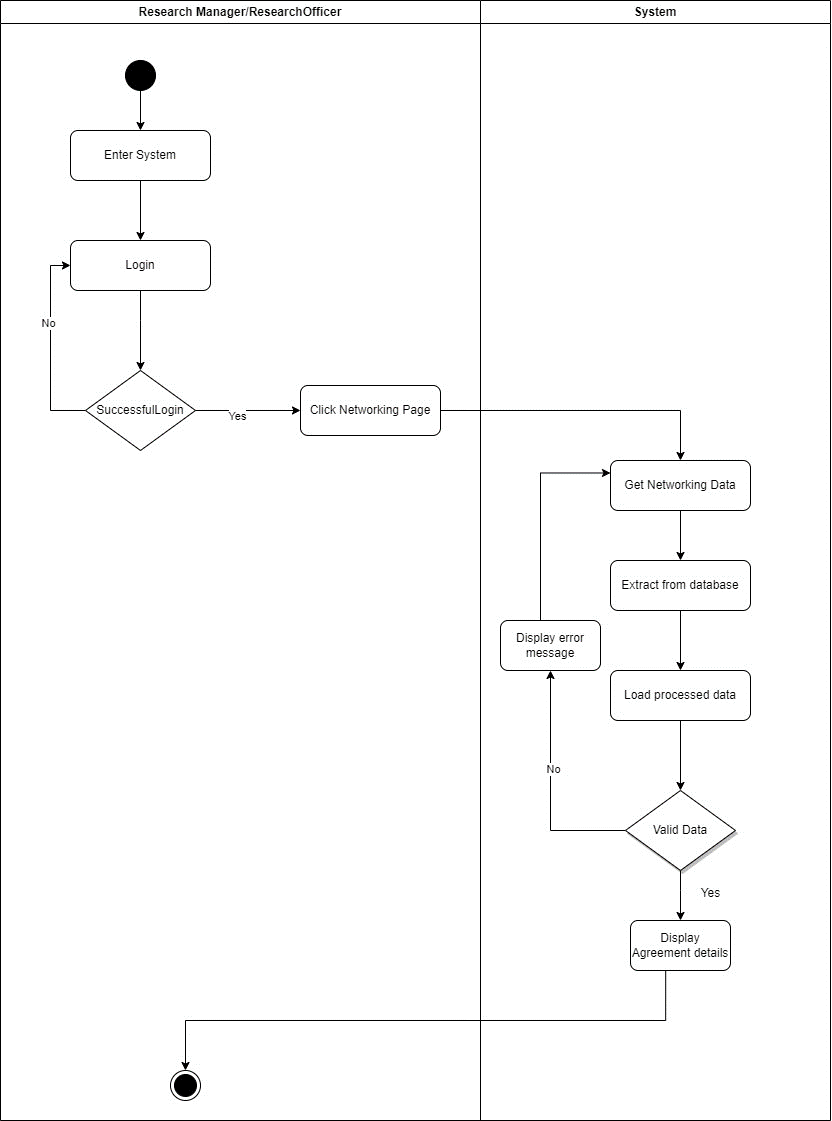 Research Manager/ResearchOfficer
System
Enter System
Login
No
SuccessfulLogin
Yes
Click Networking Page
Get Networking Data
Extract from database
Display error
message
Load processed data
No
Valid Data
Yes
Display
Agreement details